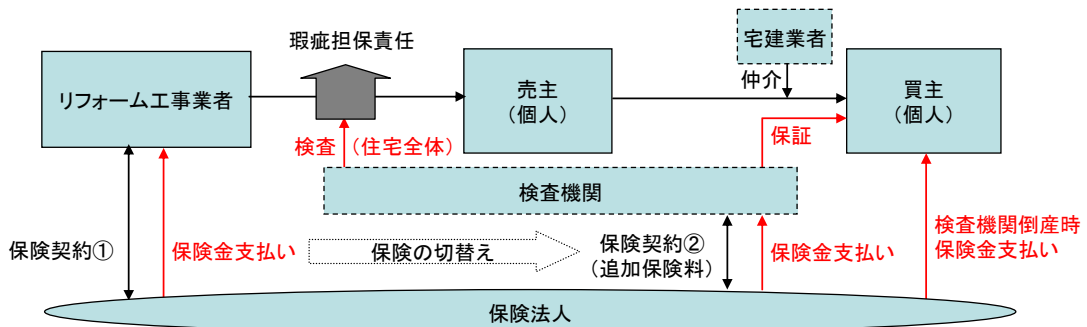 瑕疵担保責任
宅建業者
リフォーム工事業者
売主
(個人)
仲介
買主
(個人)
検査(住宅全体)
保証
検査機関
保険契約①
保険金支払い
保険の切替え
保険契約②
(追加保険料)
保険金支払い
検査機関倒産時
保険金支払い
保険法人